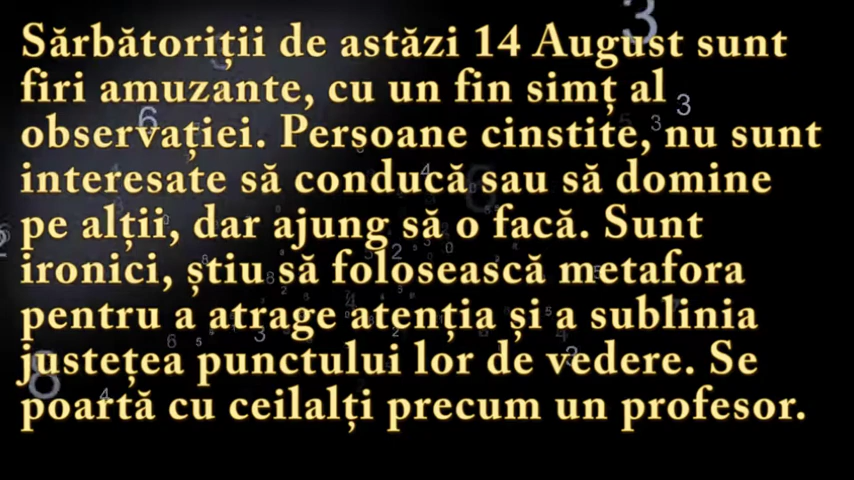 Sărbătoriții de astăzi 14 August sunt
firi amuzante, cu un fin simț al
observației. Persoane cinstite, nu sunt
interesate să conducă sau să domine
pe alții, dar ajung să o facă. Sunt
ironici, știu să folosească metafora
pentru a atrage atenția și a sublinia
justețea punctului lor de vedere. Se
poartă cu ceilalți precum un profesor.